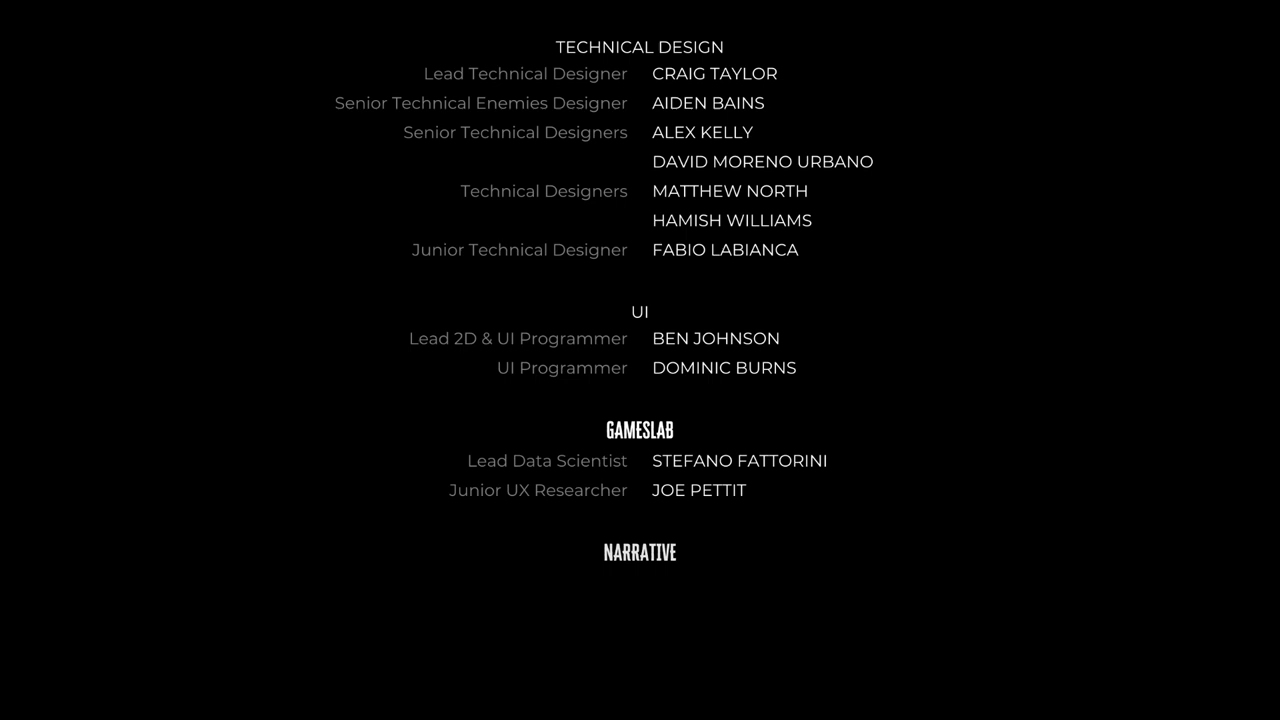 TECHNICAL DESIGN
Lead Technical Designer CRAIG TAYLOR
Senior Technical Enemies Designer AIDEN BAINS
Senior Technical Designers ALEX KELLY
DAVID MORENO URBANO
Technical Designers MATTHEW NORTH
HAMISH WILLIAMS
Junior Technical Designer FABIO LABIANCA
UI
Lead 2D & UI Programmer BEN JOHNSON
UI Programmer DOMINIC BURNS
GAMESLAB
Lead Data Scientist STEFANO FATTORINI
Junior UX Researcher JOE PETTIT
NARRATIVE